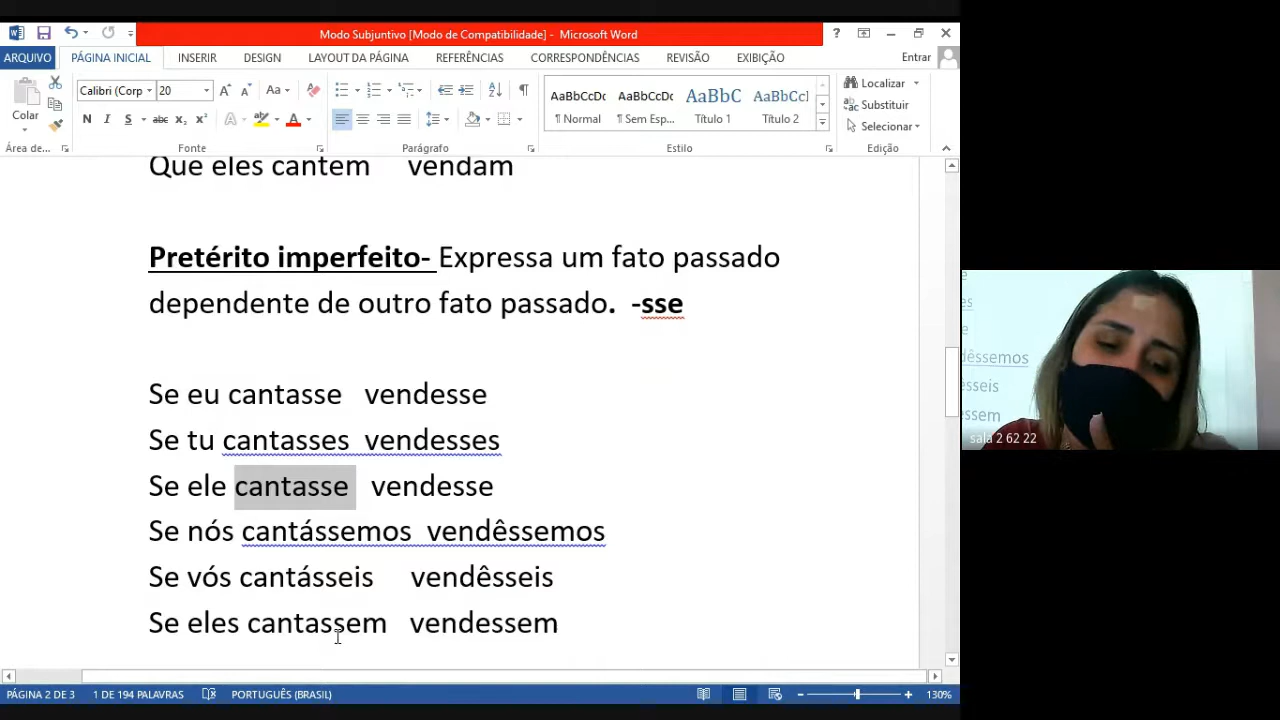 Modo Subjuntivo [Modo de Compatibilidade] - Microsoft Word
?
ARQUIVO PÁGINA INICIAL INSERIR DESIGN LAYOUT DA PÁGINA REFERÊNCIAS CORRESPONDÊNCIAS REVISÃO EXIBIÇÃO Entrar
Colar
Calibri (Corp 20
Aa
N I S abc x₂ x²
AaBbCcDc AaBbCcDc AaBbC AaBbCcI
¶ Normal ¶ Sem Esp... Título 1 Título 2
Localizar
Substituir
Selecionar
Área de... Fonte Parágrafo Estilo Edição
Que eles cantem vendam
Pretérito imperfeito- Expressa um fato passado
dependente de outro fato passado. -sse
Se eu cantasse vendesse
Se tu cantasses vendesses
Se ele cantasse vendesse
Se nós cantássemos vendêssemos
Se vós cantásseis vendêsseis
Se eles cantassem vendessem
PÁGINA 2 DE 3 1 DE 194 PALAVRAS PORTUGUÊS (BRASIL) 130%
sala 2 62 22